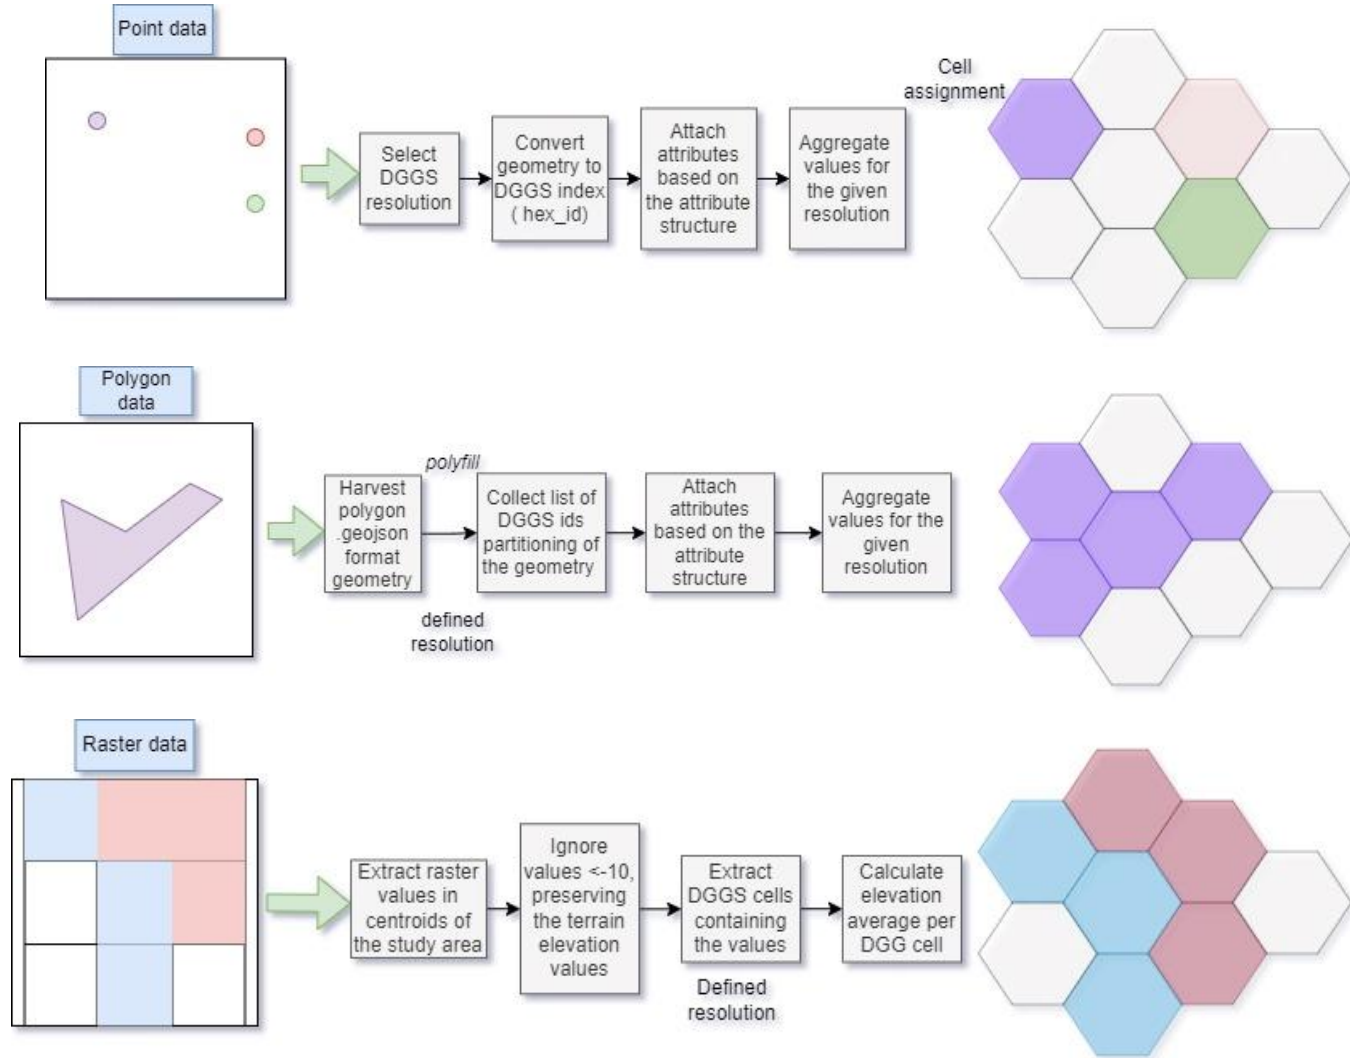 Point data
Select
DGGS
resolution
Convert
geometry to
DGGS index
( hex_id)
Attach
attributes
based on
the attribute
structure
Aggregate
values for
the given
resolution
Cell
assignment
Polygon
data
Harvest
polygon
.geojson
format
geometry
polyfill
defined
resolution
Collect list of
DGGS ids
partitioning of
the geometry
Attach
attributes
based on the
attribute
structure
Aggregate
values for the
given
resolution
Raster data
Extract raster
values in
centroids of
the study area
Ignore
values <-10,
preserving
the terrain
elevation
values
Extract
DGGS cells
containing
the values
Defined
resolution
Calculate
elevation
average per
DGG cell